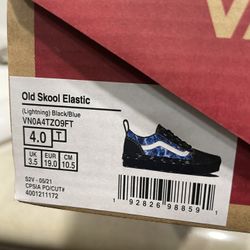 VA
Old Skool Elastic
(Lightning) Black/Blue
VN0A4TZO9FT
4.0 T
UK EUR CM
3.5 19.0 10.5
S2V - 05/21
CPSIA PO/CUT#
4001211172
1 92826 98859 1